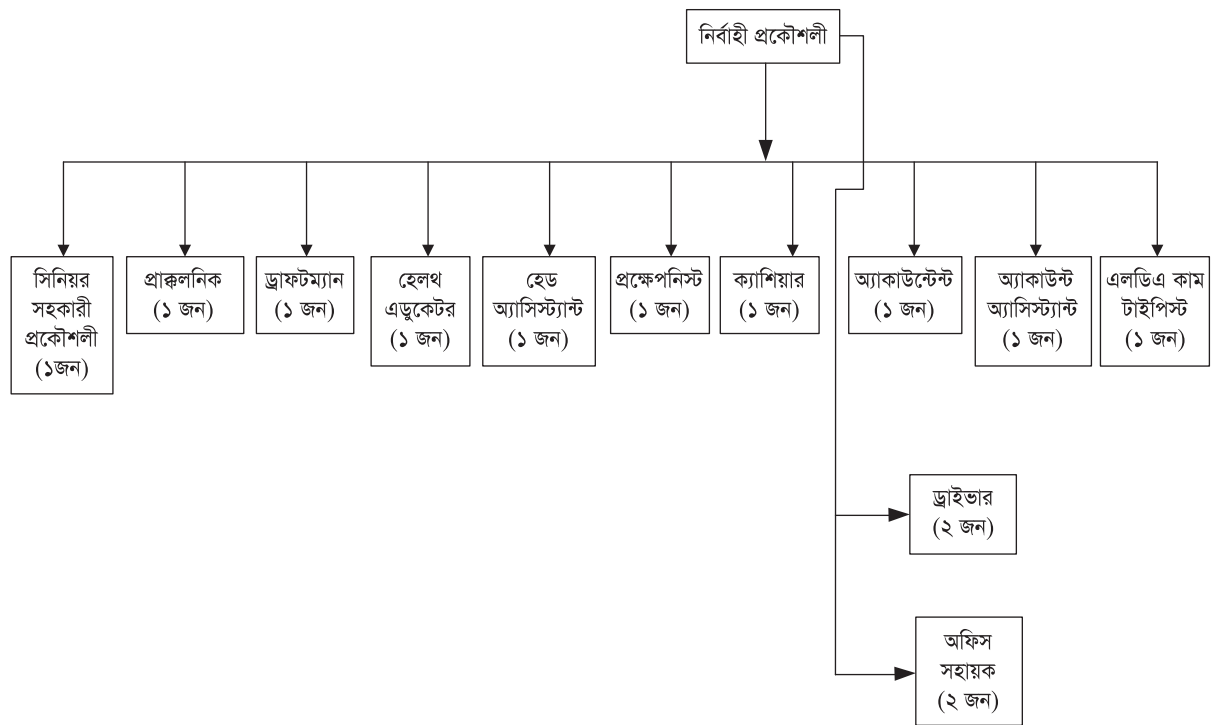 নির্বাহী প্রকৌশলী
সিনিয়র
সহকারী
প্রকৌশলী
(১জন)
প্রাক্কলনিক
(১ জন)
ড্রাফটম্যান
(১ জন)
হেলথ
এডুকেটর
(১ জন)
হেড
অ্যাসিস্ট্যান্ট
(১ জন)
প্রক্ষেপনিস্ট
(১ জন)
ক্যাশিয়ার
(১ জন)
অ্যাকাউন্টেন্ট
(১ জন)
অ্যাকাউন্ট
অ্যাসিস্ট্যান্ট
(১ জন)
এলডিএ কাম
টাইপিস্ট
(১ জন)
ড্রাইভার
(২ জন)
অফিস
সহায়ক
(২ জন)